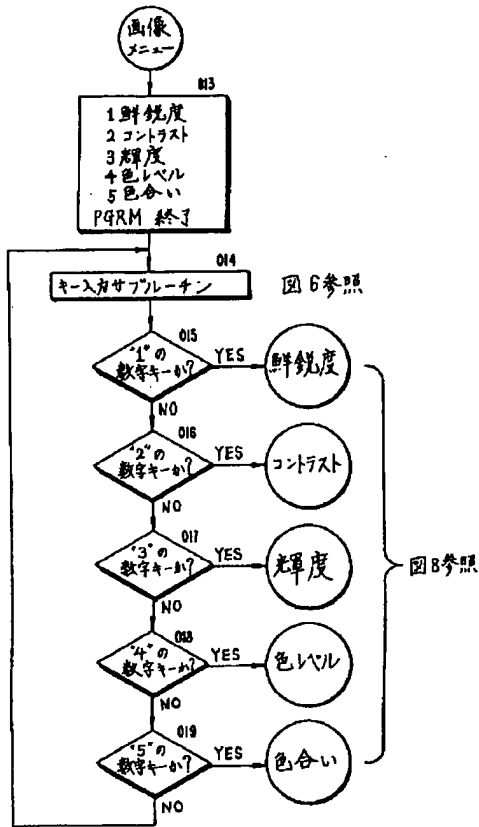 画像
メニュー
013
1 鮮鋭度
2 コントラスト
3 輝度
4 色レベル
5 色合い
PGRM 終了
014
キー入力サブルーチン
図6参照
015
"1"の
数字キーか?
YES
鮮鋭度
NO
016
"2"の
数字キーか?
YES
コントラスト
NO
017
"3"の
数字キーか?
YES
輝度
図8参照
NO
018
"4"の
数字キーか?
YES
色レベル
NO
019
"5"の
数字キーか?
YES
色合い
NO